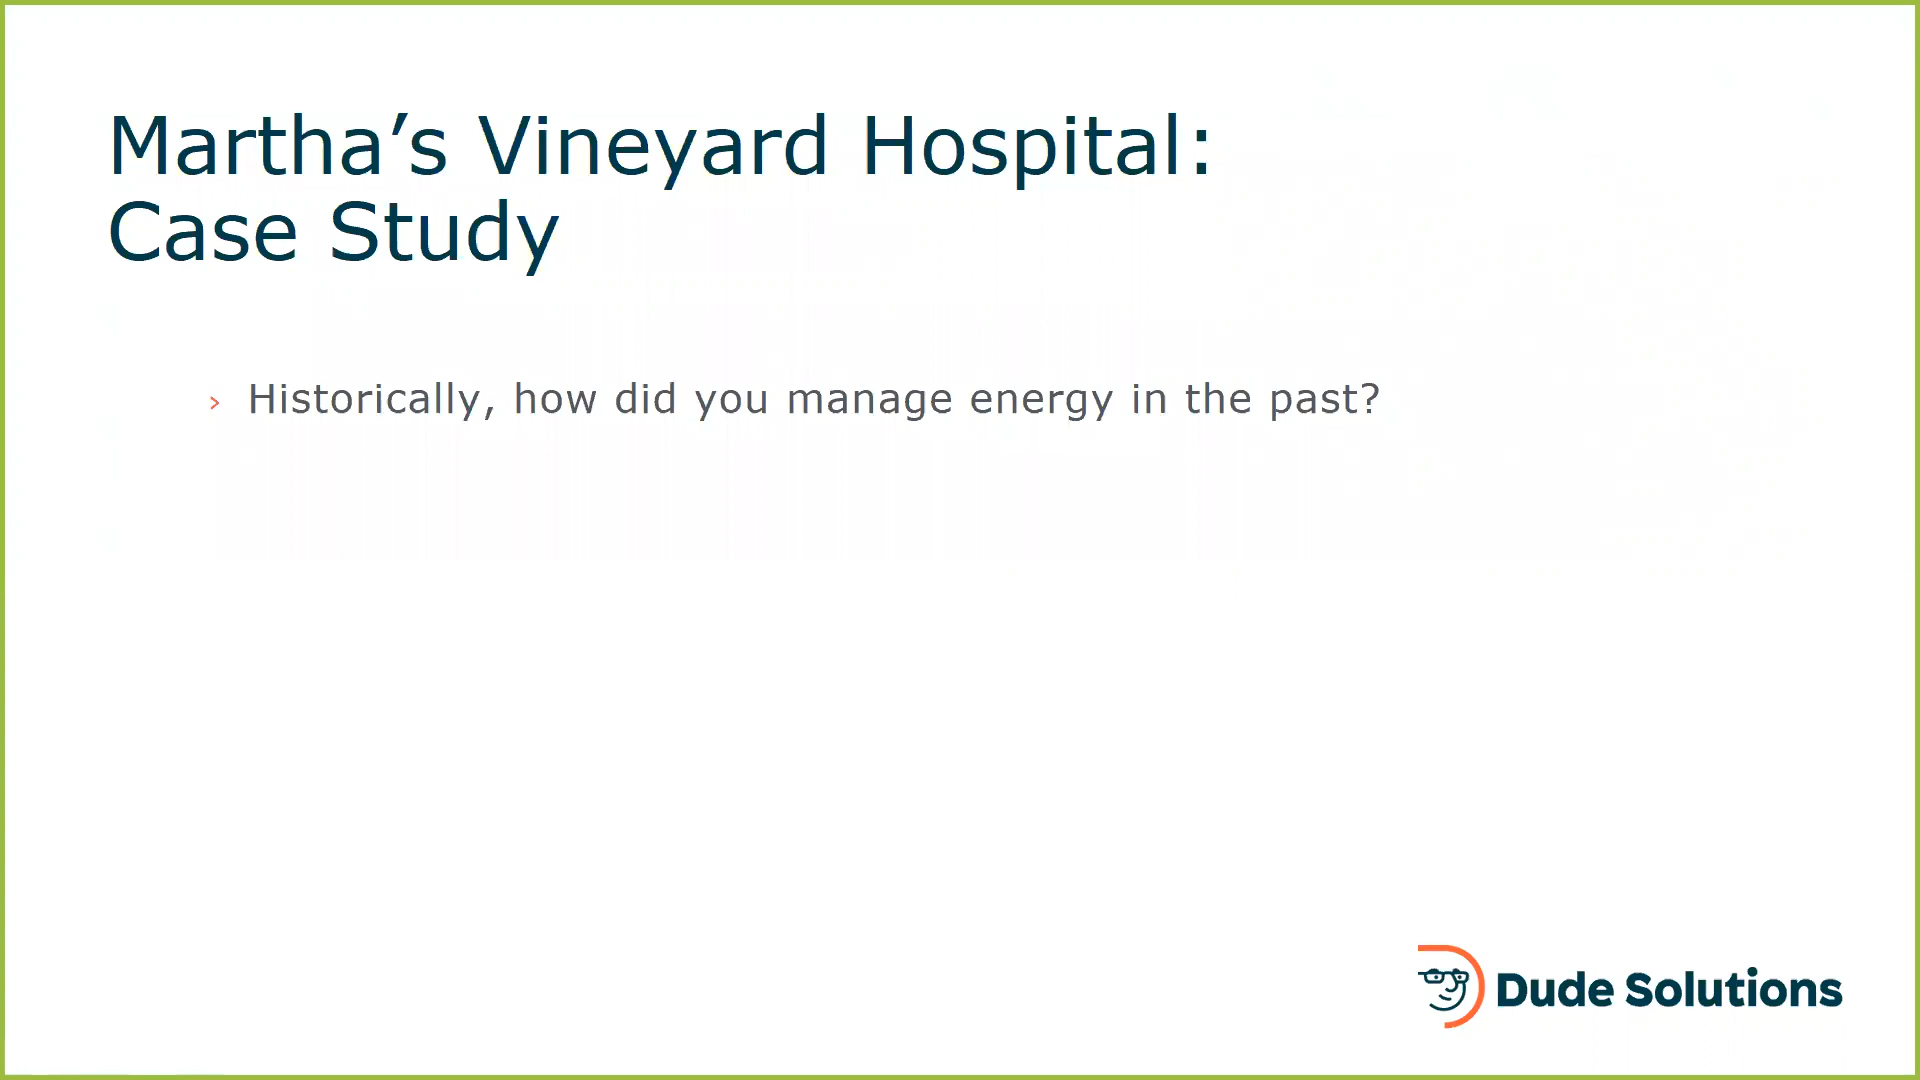 Martha’s Vineyard Hospital:
Case Study
› Historically, how did you manage energy in the past?
Dude Solutions